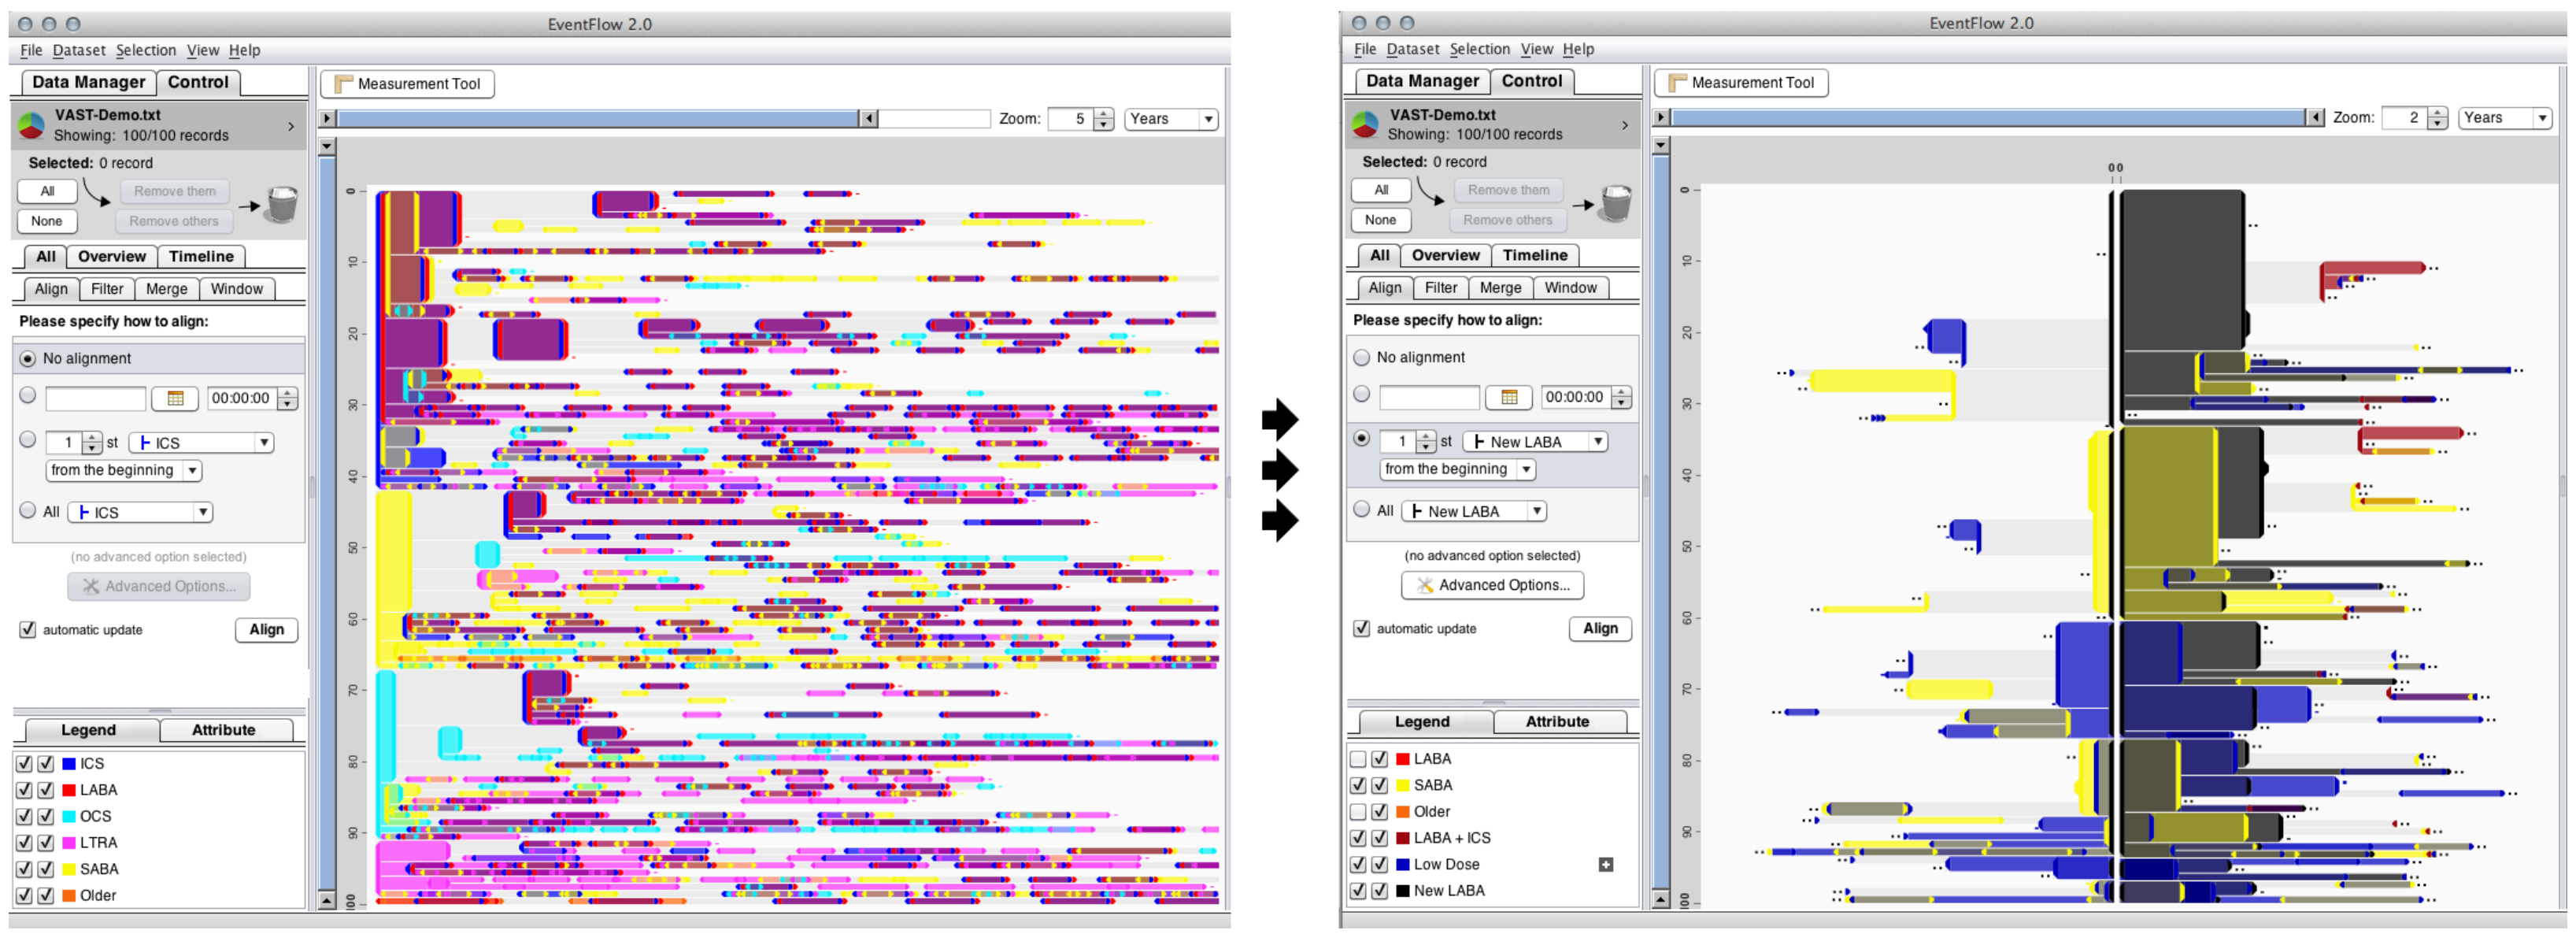 EventFlow 2.0
File Dataset Selection View Help
Data Manager Control
Measurement Tool
VAST-Demo.txt
Showing: 100/100 records
Zoom: 5 Years
Selected: 0 record
All Remove them
None Remove others
All Overview Timeline
Align Filter Merge Window
Please specify how to align:
No alignment
00:00:00
1 st ICS
from the beginning
All ICS
(no advanced option selected)
Advanced Options...
automatic update Align
Legend Attribute
ICS
LABA
OCS
LTRA
SABA
Older
0
10
20
30
40
50
60
70
80
90
100
EventFlow 2.0
File Dataset Selection View Help
Data Manager Control
Measurement Tool
VAST-Demo.txt
Showing: 100/100 records
Zoom: 2 Years
Selected: 0 record
All Remove them
None Remove others
All Overview Timeline
Align Filter Merge Window
Please specify how to align:
No alignment
00:00:00
1 st New LABA
from the beginning
All New LABA
(no advanced option selected)
Advanced Options...
automatic update Align
Legend Attribute
LABA
SABA
Older
LABA + ICS
Low Dose
New LABA
0 0
0
10
20
30
40
50
60
70
80
90
100